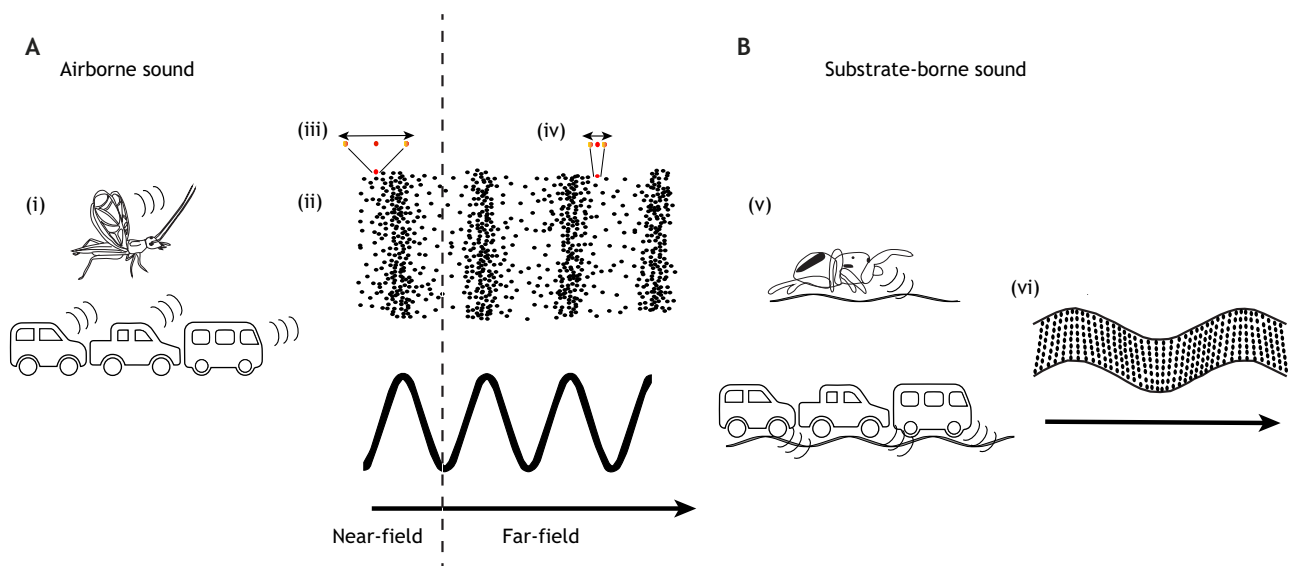 A
Airborne sound
(i)
(iii)
(iv)
(ii)
Near-field
Far-field
B
Substrate-borne sound
(v)
(vi)